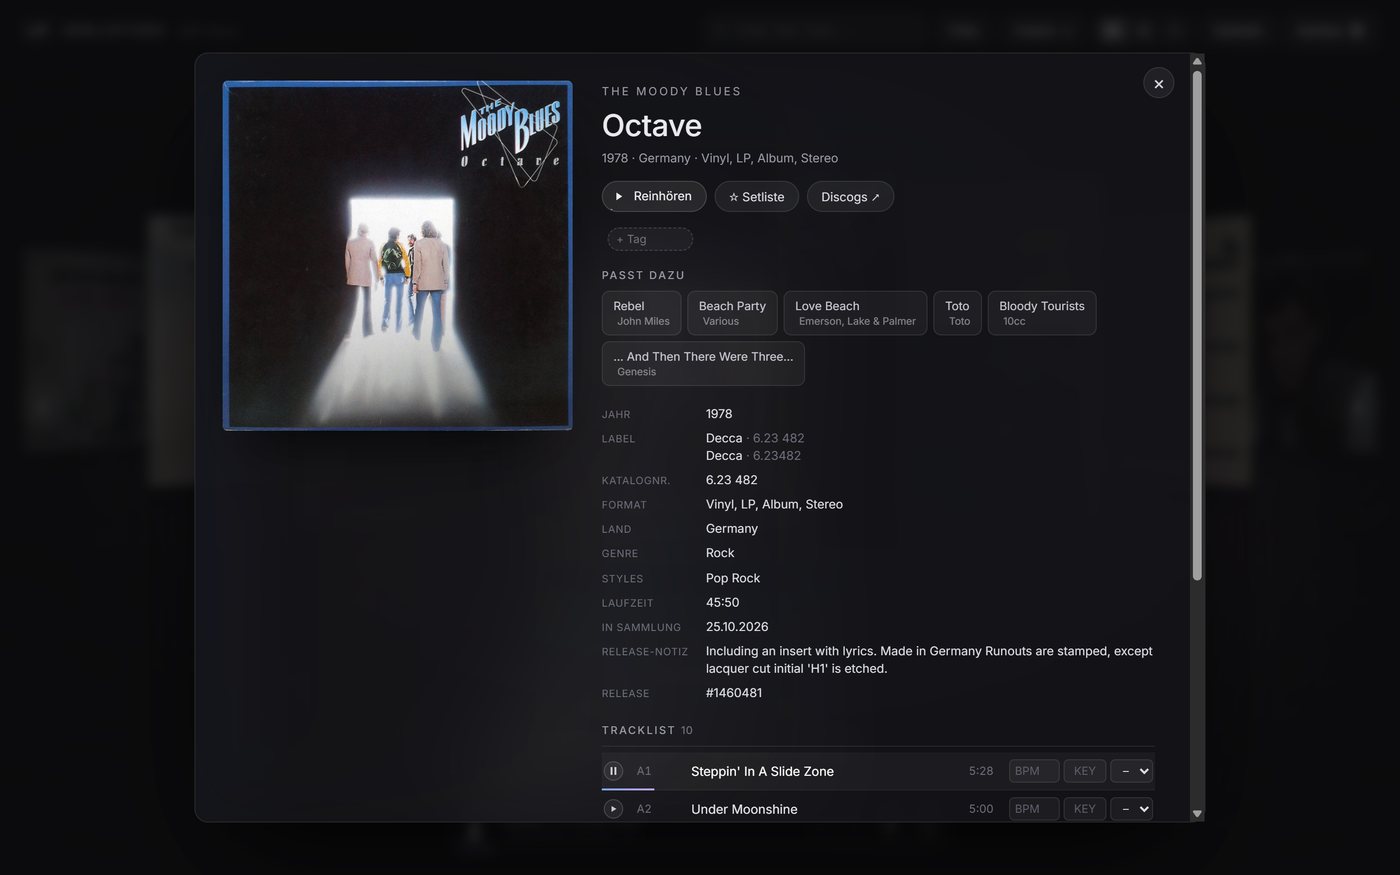 THE MOODY BLUES
Octave
THE MOODY BLUES
Octave
1978 · Germany · Vinyl, LP, Album, Stereo
Reinhören
☆ Setliste
Discogs ↗
+ Tag
PASST DAZU
Rebel
John Miles
Beach Party
Various
Love Beach
Emerson, Lake & Palmer
Toto
Toto
Bloody Tourists
10cc
... And Then There Were Three...
Genesis
JAHR 1978
LABEL Decca · 6.23 482
Decca · 6.23482
KATALOGNR. 6.23 482
FORMAT Vinyl, LP, Album, Stereo
LAND Germany
GENRE Rock
STYLES Pop Rock
LAUFZEIT 45:50
IN SAMMLUNG 25.10.2026
RELEASE-NOTIZ Including an insert with lyrics. Made in Germany Runouts are stamped, except
lacquer cut initial 'H1' is etched.
RELEASE #1460481
TRACKLIST 10
A1 Steppin' In A Slide Zone 5:28 BPM KEY –
A2 Under Moonshine 5:00 BPM KEY –